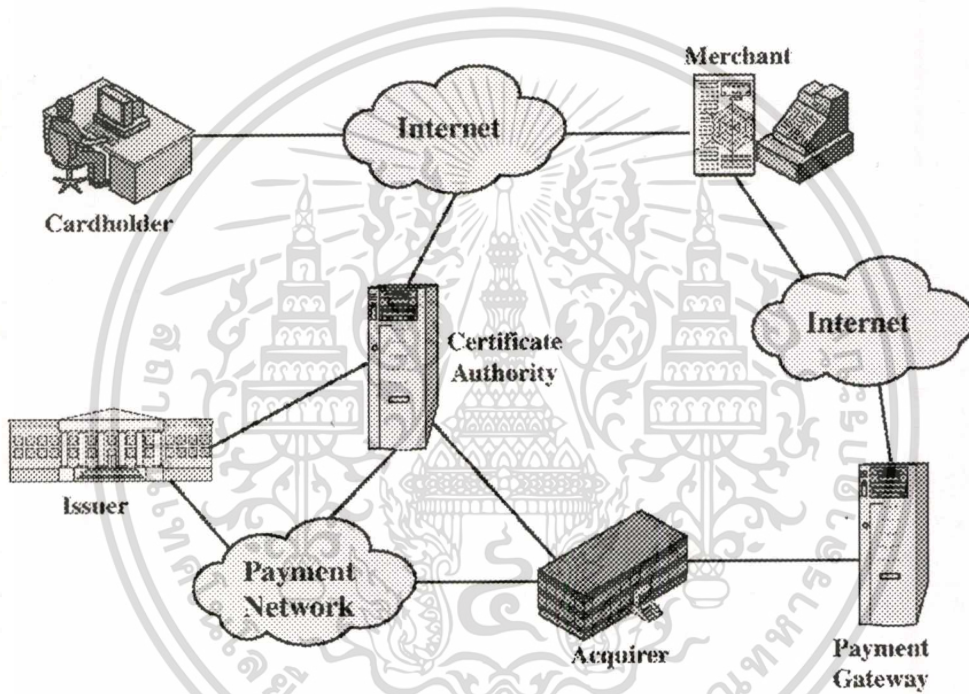 Merchant
Internet
Cardholder
Internet
Certificate
Authority
Issuer
Payment
Network
Acquirer
Payment
Gateway